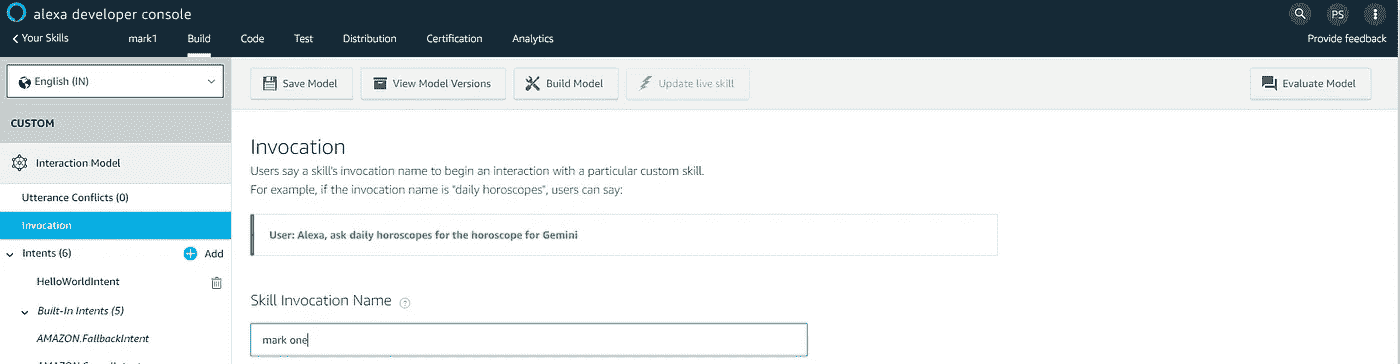 alexa developer console
PS
Your Skills
mark1
Build
Code
Test
Distribution
Certification
Analytics
Provide feedback
English (IN)
Save Model
View Model Versions
Build Model
Update live skill
Evaluate Model
CUSTOM
Interaction Model
Utterance Conflicts (0)
Invocation
Intents (6)
Add
HelloWorldIntent
Built-In Intents (5)
AMAZON.FallbackIntent
Invocation
Users say a skill's invocation name to begin an interaction with a particular custom skill.
For example, if the invocation name is "daily horoscopes", users can say:
User: Alexa, ask daily horoscopes for the horoscope for Gemini
Skill Invocation Name ?
mark one